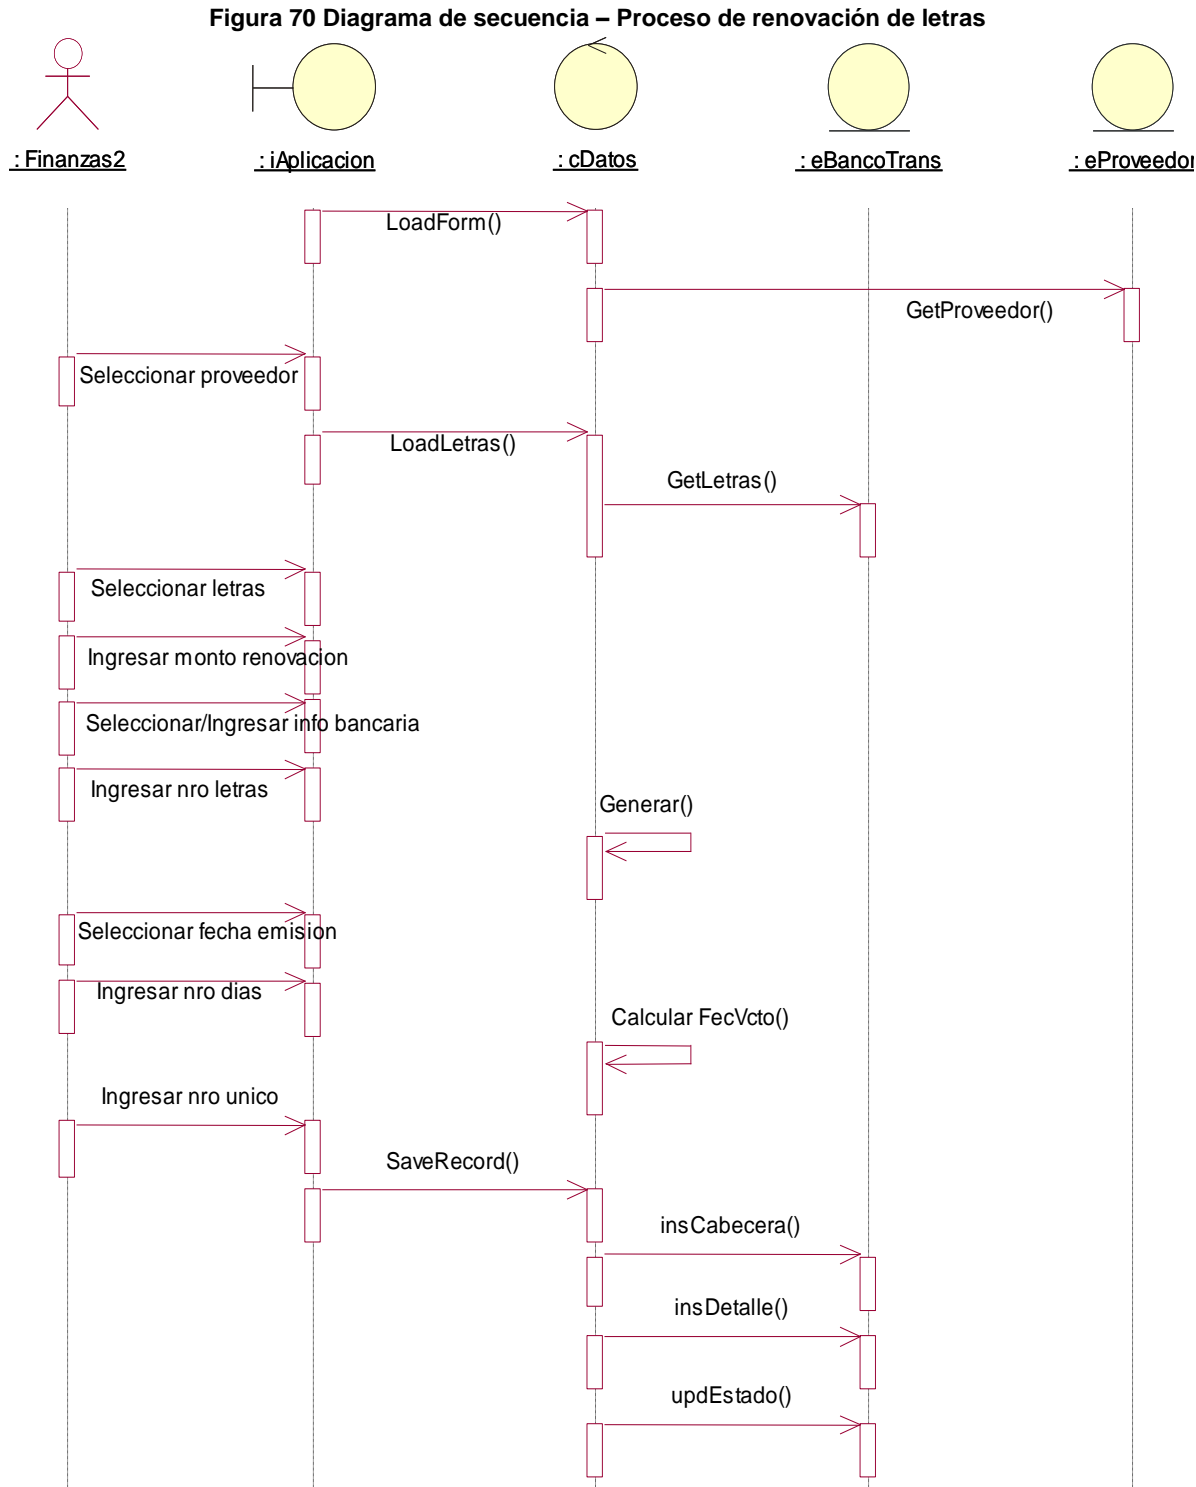 Figura 70 Diagrama de secuencia – Proceso de renovación de letras
: Finanzas2
: iAplicacion
: cDatos
: eBancoTrans
: eProveedor
LoadForm()
GetProveedor()
Seleccionar proveedor
LoadLetras()
GetLetras()
Seleccionar letras
Ingresar monto renovacion
Seleccionar/Ingresar info bancaria
Ingresar nro letras
Generar()
Seleccionar fecha emision
Ingresar nro dias
Calcular FecVcto()
Ingresar nro unico
SaveRecord()
insCabecera()
insDetalle()
updEstado()